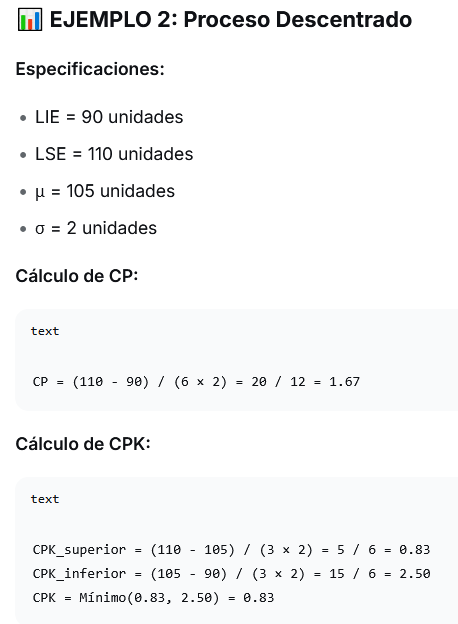 📊 EJEMPLO 2: Proceso Descentrado
Especificaciones:
• LIE = 90 unidades
• LSE = 110 unidades
• μ = 105 unidades
• σ = 2 unidades
Cálculo de CP:
text
CP = (110 - 90) / (6 × 2) = 20 / 12 = 1.67
Cálculo de CPK:
text
CPK_superior = (110 - 105) / (3 × 2) = 5 / 6 = 0.83
CPK_inferior = (105 - 90) / (3 × 2) = 15 / 6 = 2.50
CPK = Mínimo(0.83, 2.50) = 0.83